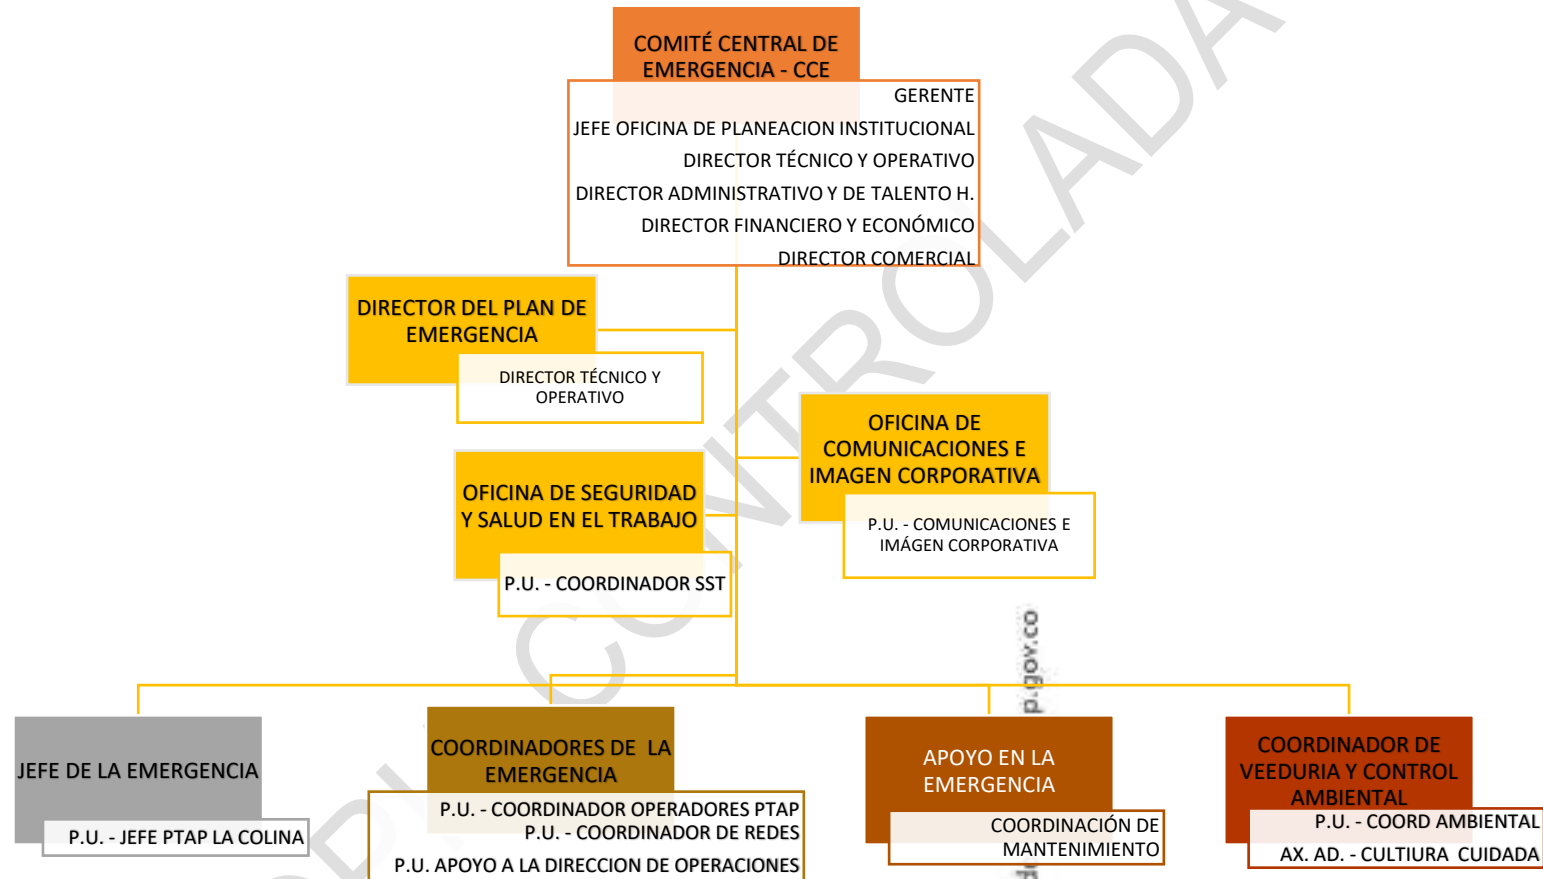 COMITÉ CENTRAL DE
EMERGENCIA - CCE
GERENTE
JEFE OFICINA DE PLANEACION INSTITUCIONAL
DIRECTOR TÉCNICO Y OPERATIVO
DIRECTOR ADMINISTRATIVO Y DE TALENTO H.
DIRECTOR FINANCIERO Y ECONÓMICO
DIRECTOR COMERCIAL
DIRECTOR DEL PLAN DE
EMERGENCIA
DIRECTOR TÉCNICO Y
OPERATIVO
OFICINA DE
COMUNICACIONES E
IMAGEN CORPORATIVA
P.U. - COMUNICACIONES E
IMÁGEN CORPORATIVA
OFICINA DE SEGURIDAD
Y SALUD EN EL TRABAJO
P.U. - COORDINADOR SST
JEFE DE LA EMERGENCIA
P.U. - JEFE PTAP LA COLINA
COORDINADORES DE LA
EMERGENCIA
P.U. - COORDINADOR OPERADORES PTAP
P.U. - COORDINADOR DE REDES
P.U. APOYO A LA DIRECCION DE OPERACIONES
APOYO EN LA
EMERGENCIA
COORDINACIÓN DE
MANTENIMIENTO
COORDINADOR DE
VEEDURIA Y CONTROL
AMBIENTAL
P.U. - COORD AMBIENTAL
AX. AD. - CULTIURA CUIDADA
p.gov.co
CONTROLADA